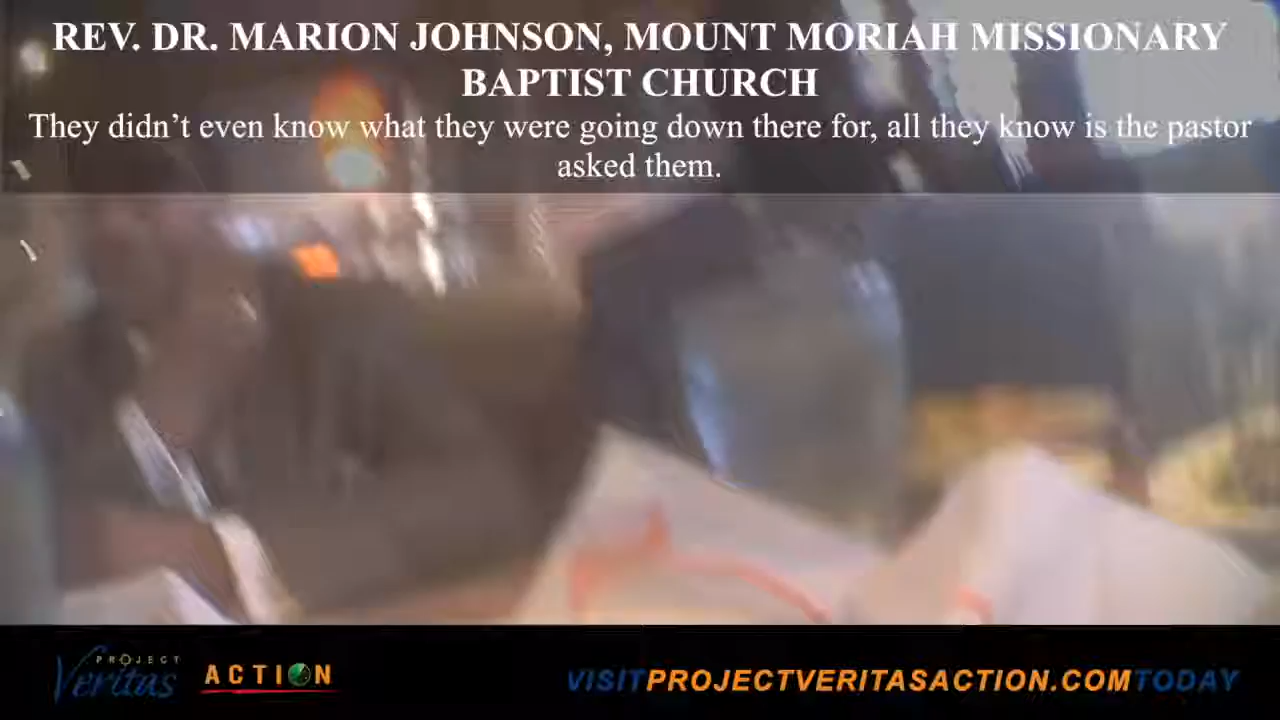 REV. DR. MARION JOHNSON, MOUNT MORIAH MISSIONARY
BAPTIST CHURCH
They didn’t even know what they were going down there for, all they know is the pastor
asked them.
PROJECT
Veritas ACTION
VISITPROJECTVERITASACTION.COMTODAY